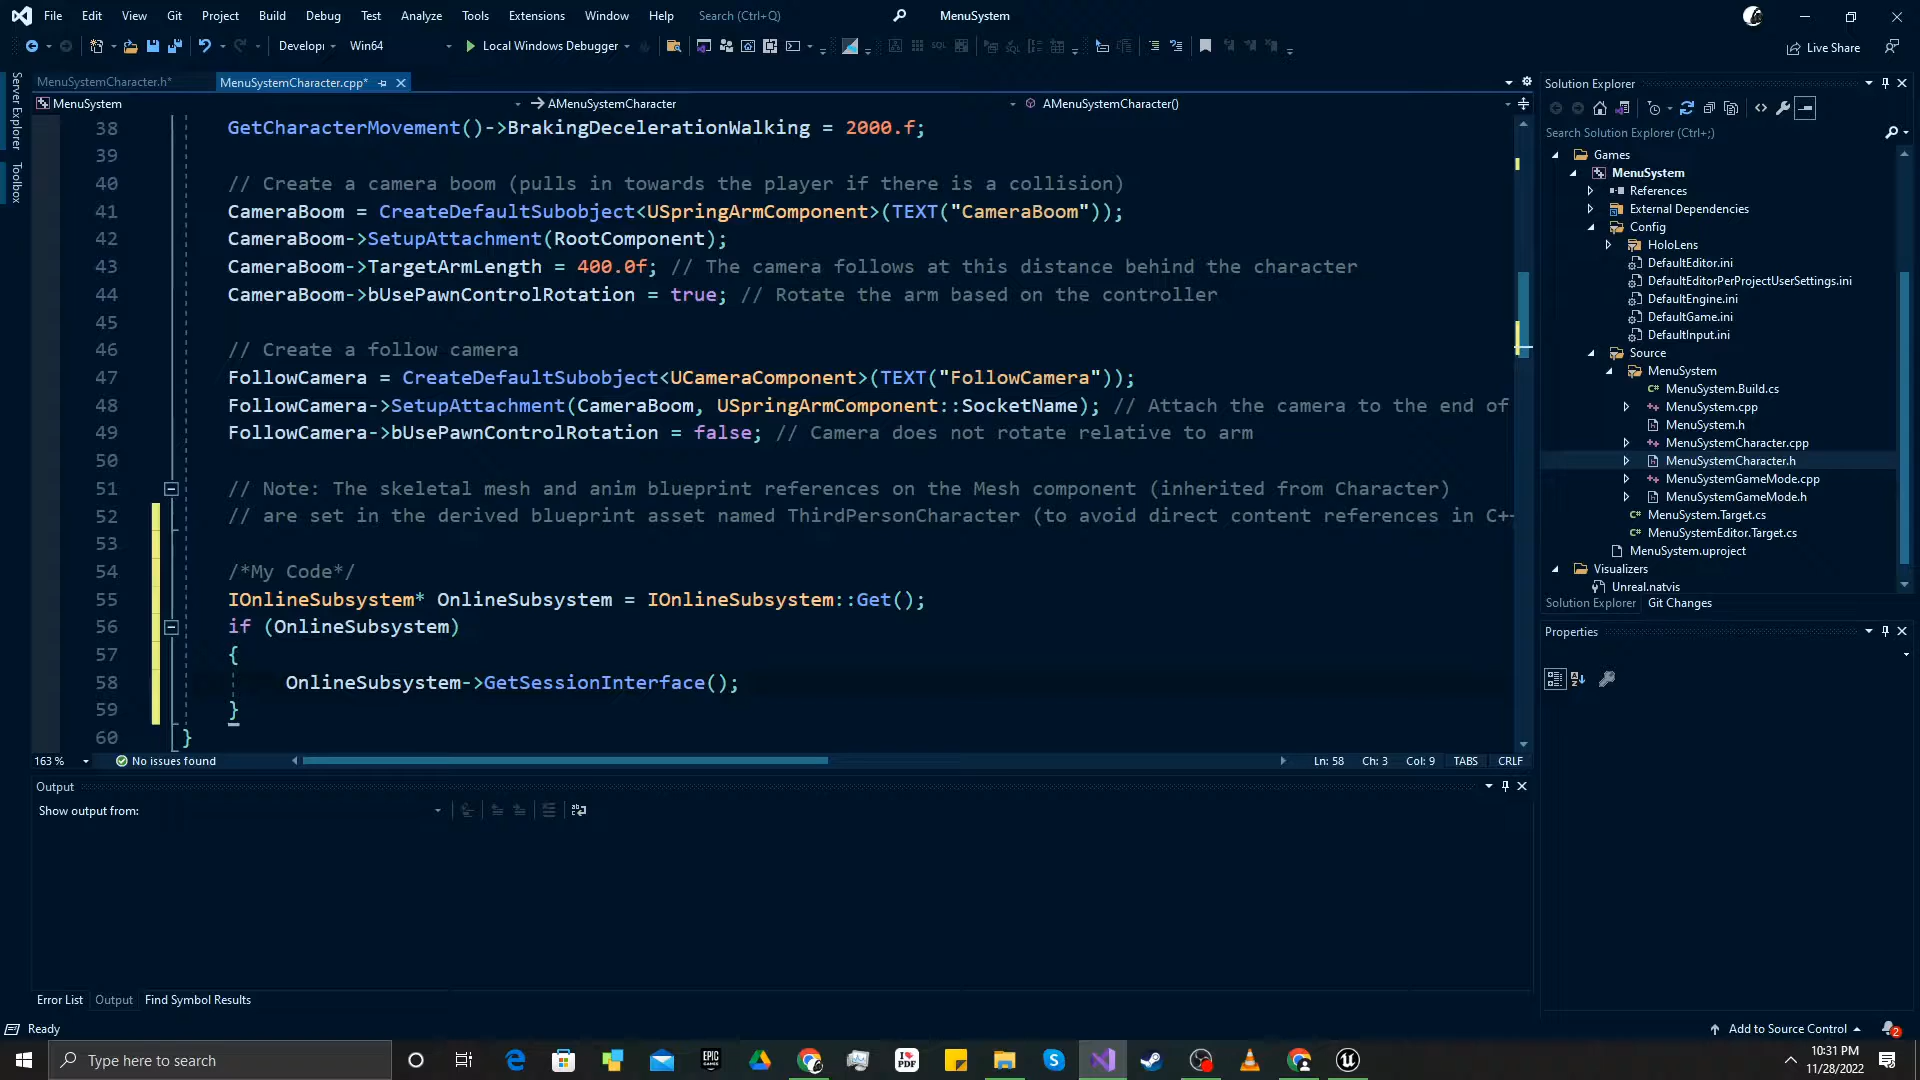 File Edit View Git Project Build Debug Test Analyze Tools Extensions Window Help Search (Ctrl+Q) MenuSystem
Develop Win64 Local Windows Debugger Live Share
MenuSystemCharacter.h* MenuSystemCharacter.cpp*
MenuSystem AMenuSystemCharacter AMenuSystemCharacter()
Server Explorer
Toolbox
38 GetCharacterMovement()->BrakingDecelerationWalking = 2000.f;
39
40 // Create a camera boom (pulls in towards the player if there is a collision)
41 CameraBoom = CreateDefaultSubobject<USpringArmComponent>(TEXT("CameraBoom"));
42 CameraBoom->SetupAttachment(RootComponent);
43 CameraBoom->TargetArmLength = 400.0f; // The camera follows at this distance behind the character
44 CameraBoom->bUsePawnControlRotation = true; // Rotate the arm based on the controller
45
46 // Create a follow camera
47 FollowCamera = CreateDefaultSubobject<UCameraComponent>(TEXT("FollowCamera"));
48 FollowCamera->SetupAttachment(CameraBoom, USpringArmComponent::SocketName); // Attach the camera to the end of
49 FollowCamera->bUsePawnControlRotation = false; // Camera does not rotate relative to arm
50
51 // Note: The skeletal mesh and anim blueprint references on the Mesh component (inherited from Character)
52 // are set in the derived blueprint asset named ThirdPersonCharacter (to avoid direct content references in C+
53
54 /*My Code*/
55 IOnlineSubsystem* OnlineSubsystem = IOnlineSubsystem::Get();
56 if (OnlineSubsystem)
57 {
58 OnlineSubsystem->GetSessionInterface();
59 }
60 }
163 % No issues found Ln: 58 Ch: 3 Col: 9 TABS CRLF
Output
Show output from:
Error List Output Find Symbol Results
Solution Explorer
Search Solution Explorer (Ctrl+;)
Games
MenuSystem
References
External Dependencies
Config
HoloLens
DefaultEditor.ini
DefaultEditorPerProjectUserSettings.ini
DefaultEngine.ini
DefaultGame.ini
DefaultInput.ini
Source
MenuSystem
MenuSystem.Build.cs
MenuSystem.cpp
MenuSystem.h
MenuSystemCharacter.cpp
MenuSystemCharacter.h
MenuSystemGameMode.cpp
MenuSystemGameMode.h
MenuSystem.Target.cs
MenuSystemEditor.Target.cs
MenuSystem.uproject
Visualizers
Unreal.natvis
Solution Explorer Git Changes
Properties
Ready Add to Source Control 2
Type here to search
EPIC GAMES
I PDF
10:31 PM
11/28/2022